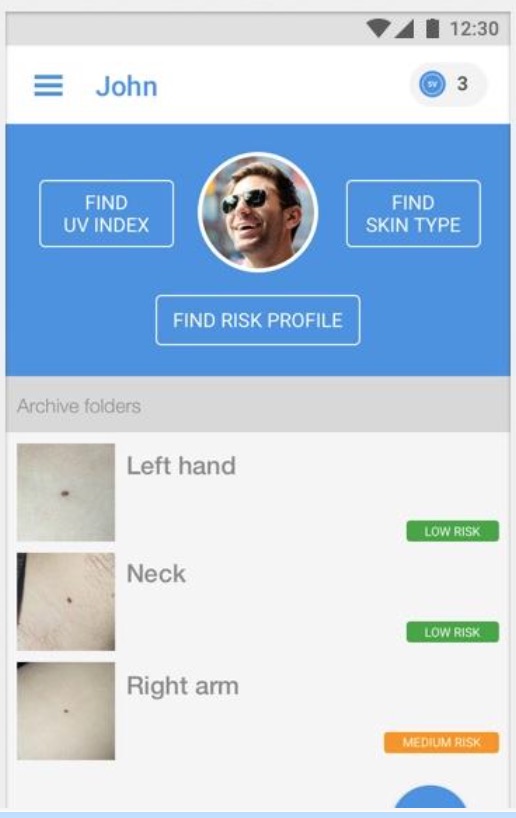 12:30
John
SV 3
FIND
UV INDEX
FIND
SKIN TYPE
FIND RISK PROFILE
Archive folders
Left hand
LOW RISK
Neck
LOW RISK
Right arm
MEDIUM RISK